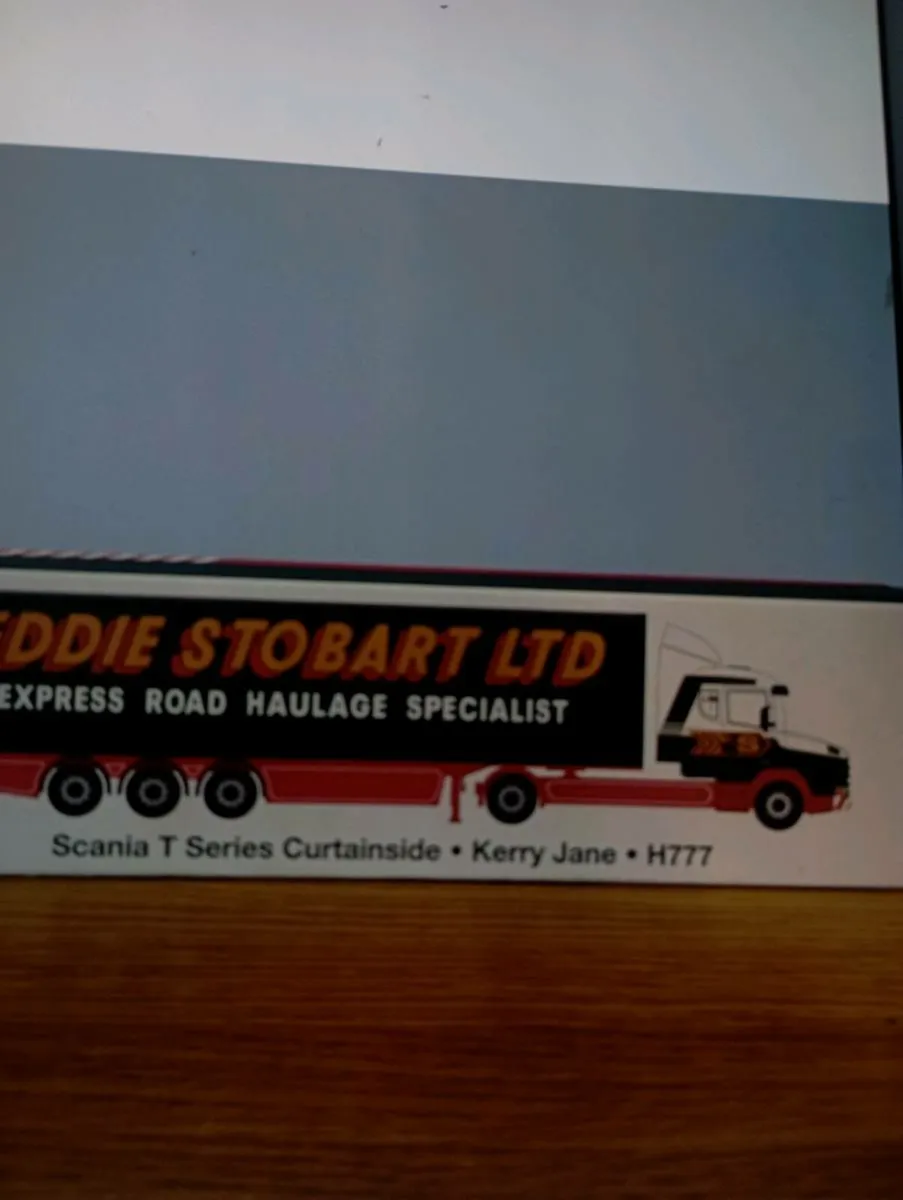 EDDIE STOBART LTD
EXPRESS ROAD HAULAGE SPECIALIST
Scania T Series Curtainside • Kerry Jane • H777